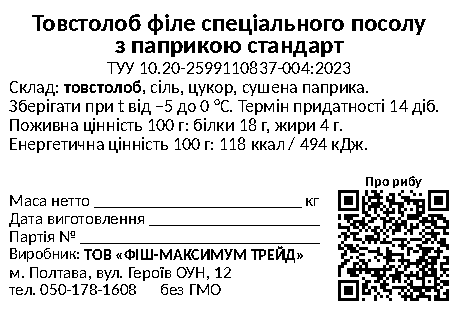 Товстолоб філе спеціального посолу
з паприкою стандарт
ТУУ 10.20-2599110837-004:2023
Склад: товстолоб, сіль, цукор, сушена паприка.
Зберігати при t від −5 до 0 °С. Термін придатності 14 діб.
Поживна цінність 100 г: білки 18 г, жири 4 г.
Енергетична цінність 100 г: 118 ккал / 494 кДж.
Про рибу
Маса нетто ________________________ кг
Дата виготовлення ____________________
Партія № ____________________________
Виробник: ТОВ «ФІШ-МАКСИМУМ ТРЕЙД»
м. Полтава, вул. Героїв ОУН, 12
тел. 050-178-1608 без ГМО